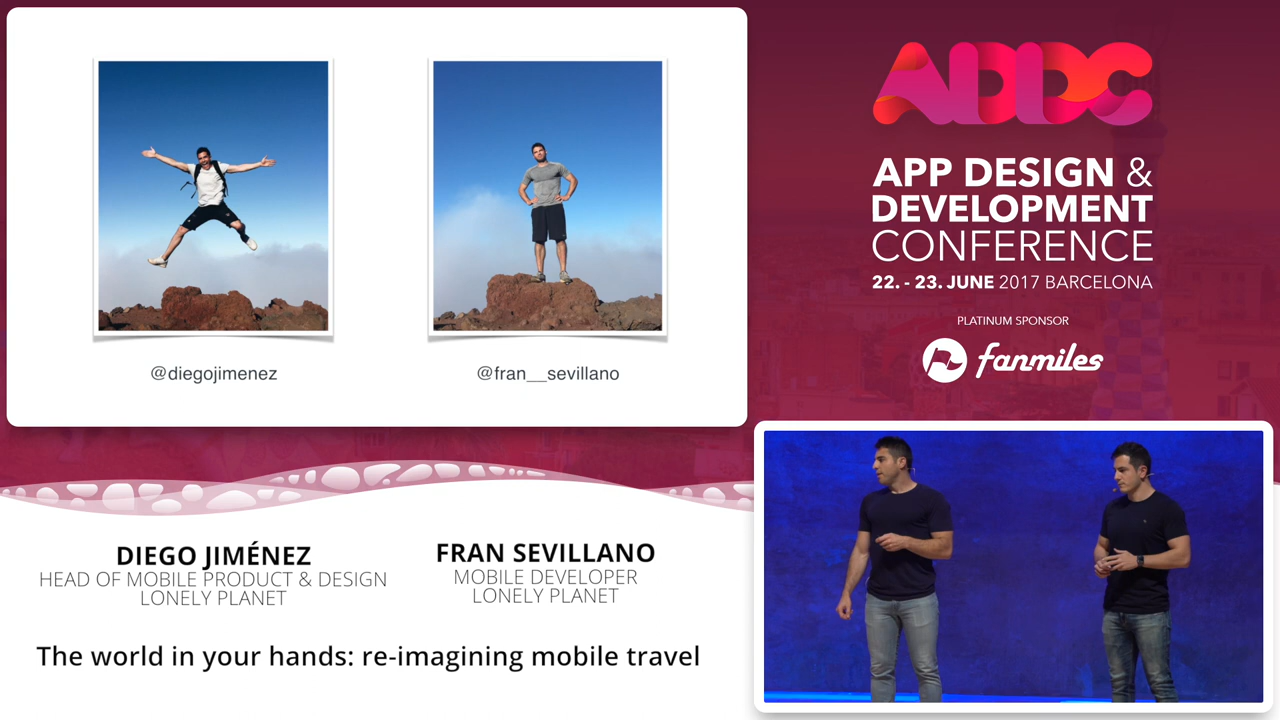 @diegojimenez
@fran__sevillano
ADDC
APP DESIGN &
DEVELOPMENT
CONFERENCE
22. - 23. JUNE 2017 BARCELONA
PLATINUM SPONSOR
fanmiles
DIEGO JIMÉNEZ
HEAD OF MOBILE PRODUCT & DESIGN
LONELY PLANET
FRAN SEVILLANO
MOBILE DEVELOPER
LONELY PLANET
The world in your hands: re-imagining mobile travel